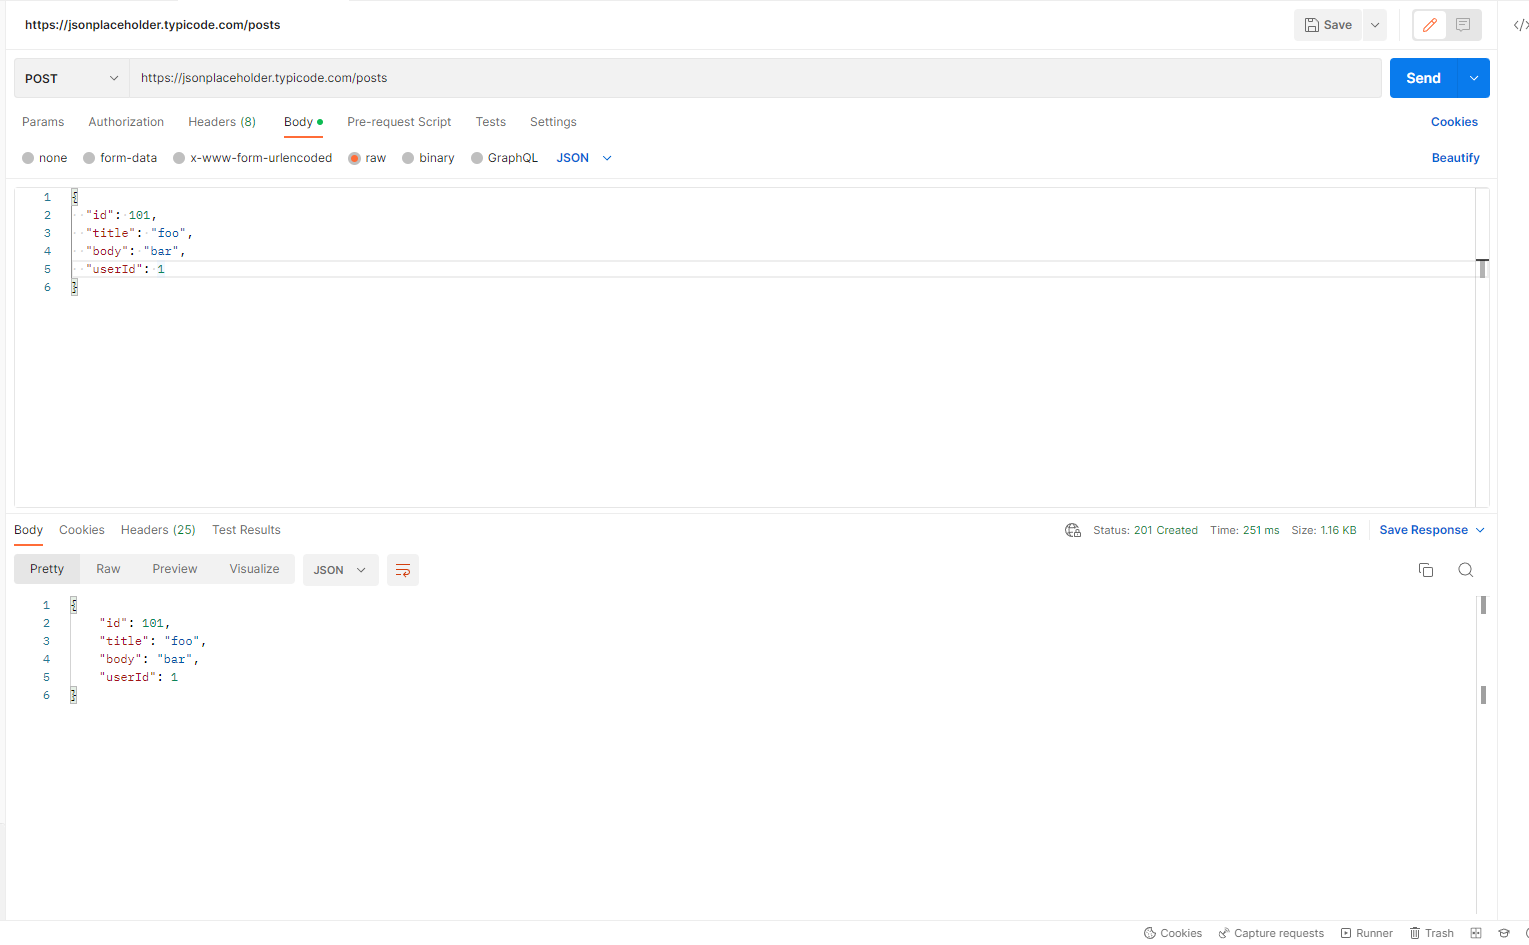 https://jsonplaceholder.typicode.com/posts
Save
POST
https://jsonplaceholder.typicode.com/posts
Send
Params Authorization Headers (8) Body Pre-request Script Tests Settings Cookies
none form-data x-www-form-urlencoded raw binary GraphQL JSON Beautify
1 {
2 "id": 101,
3 "title": "foo",
4 "body": "bar",
5 "userId": 1
6 }
Body Cookies Headers (25) Test Results Status: 201 Created Time: 251 ms Size: 1.16 KB Save Response
Pretty Raw Preview Visualize JSON
1 {
2 "id": 101,
3 "title": "foo",
4 "body": "bar",
5 "userId": 1
6 }
Cookies Capture requests Runner Trash